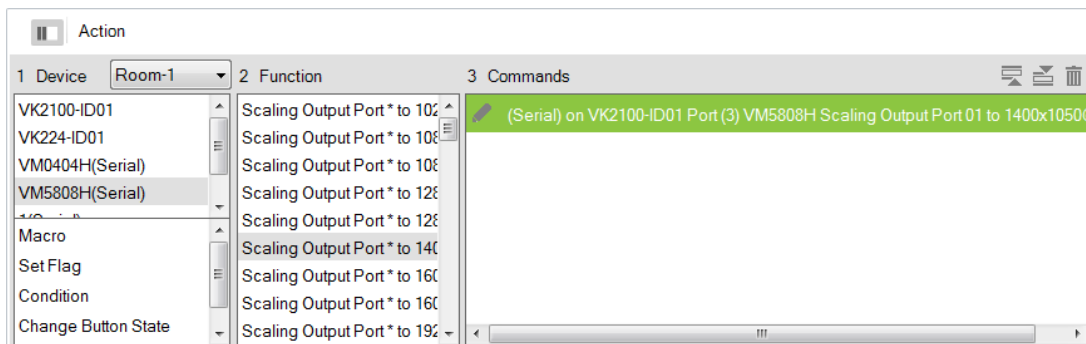 Action
1 Device
Room-1
2 Function
3 Commands
VK2100-ID01
VK224-ID01
VM0404H(Serial)
VM5808H(Serial)
Macro
Set Flag
Condition
Change Button State
Scaling Output Port * to 102
Scaling Output Port * to 108
Scaling Output Port * to 108
Scaling Output Port * to 128
Scaling Output Port * to 128
Scaling Output Port * to 140
Scaling Output Port * to 160
Scaling Output Port * to 160
Scaling Output Port * to 192
(Serial) on VK2100-ID01 Port (3) VM5808H Scaling Output Port 01 to 1400x1050